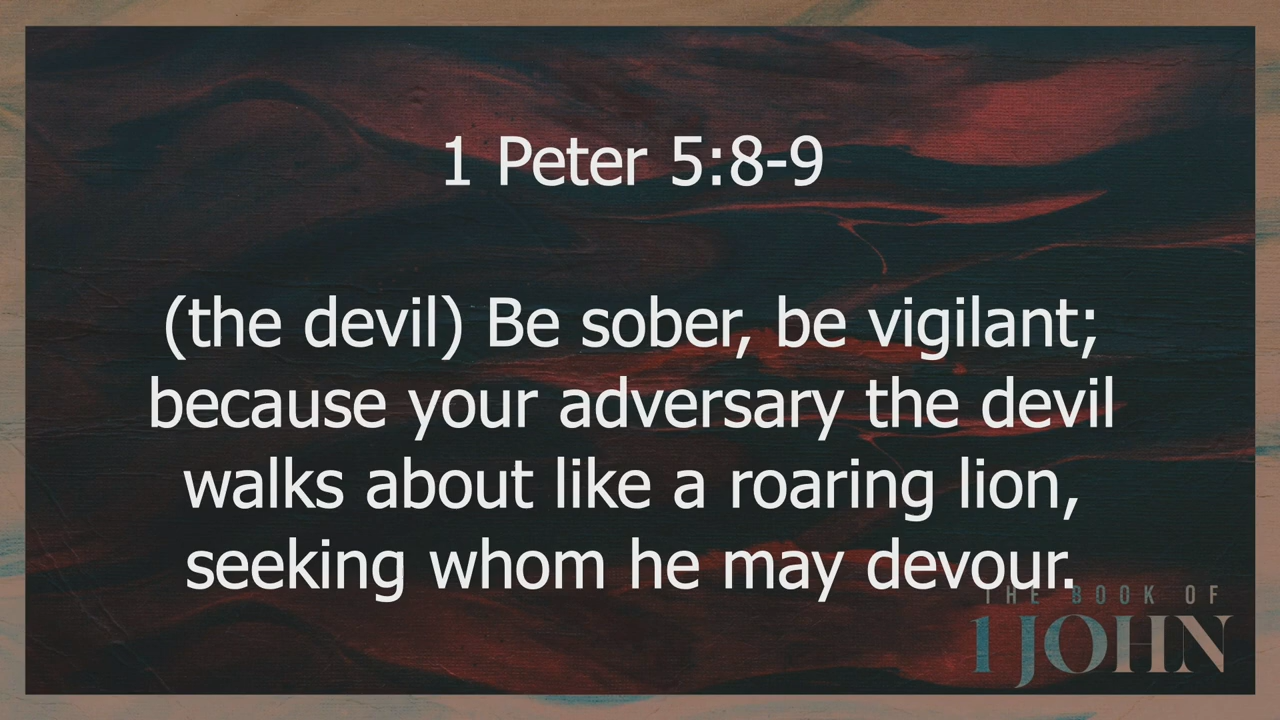 1 Peter 5:8-9
(the devil) Be sober, be vigilant;
because your adversary the devil
walks about like a roaring lion,
seeking whom he may devour.
THE BOOK OF
1 JOHN